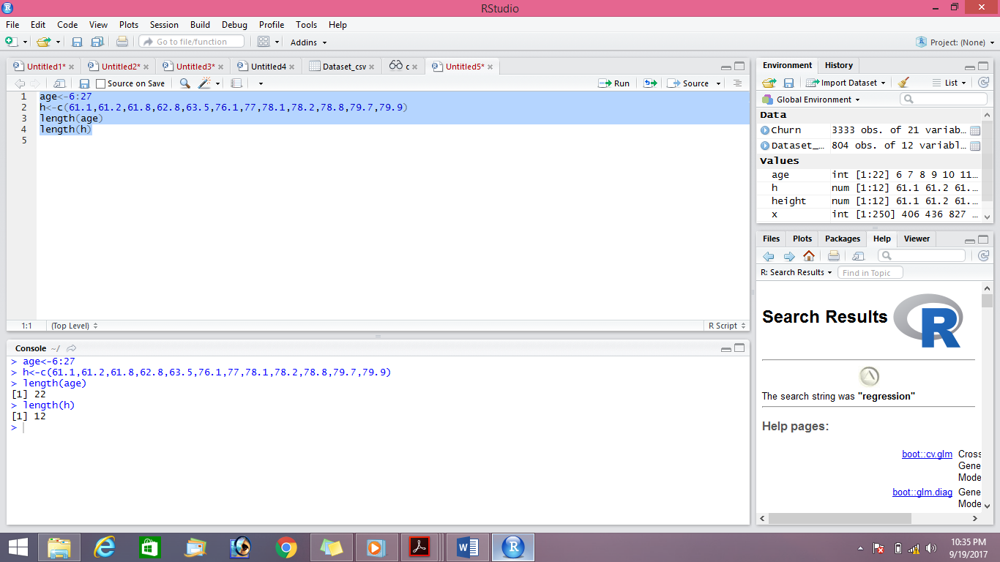 RStudio
File Edit Code View Plots Session Build Debug Profile Tools Help
Go to file/function Addins Project: (None)
Untitled1* Untitled2* Untitled3* Untitled4 Dataset_csv c Untitled5*
Source on Save Run Source
1 age<-6:27
2 h<-c(61.1,61.2,61.8,62.8,63.5,76.1,77,78.1,78.2,78.8,79.7,79.9)
3 length(age)
4 length(h)
5
1:1 (Top Level) R Script
Console ~/
> age<-6:27
> h<-c(61.1,61.2,61.8,62.8,63.5,76.1,77,78.1,78.2,78.8,79.7,79.9)
> length(age)
[1] 22
> length(h)
[1] 12
>
Environment History
Import Dataset List
Global Environment
Data
Churn 3333 obs. of 21 variab…
Dataset_… 804 obs. of 12 variabl…
Values
age int [1:22] 6 7 8 9 10 11…
h num [1:12] 61.1 61.2 61.…
height num [1:12] 61.1 61.2 61.…
x int [1:250] 406 436 827 …
Files Plots Packages Help Viewer
R: Search Results Find in Topic
Search Results R
The search string was "regression"
Help pages:
boot::cv.glm Cross
Gene
Mode
boot::glm.diag Gene
Mode
10:35 PM
9/19/2017